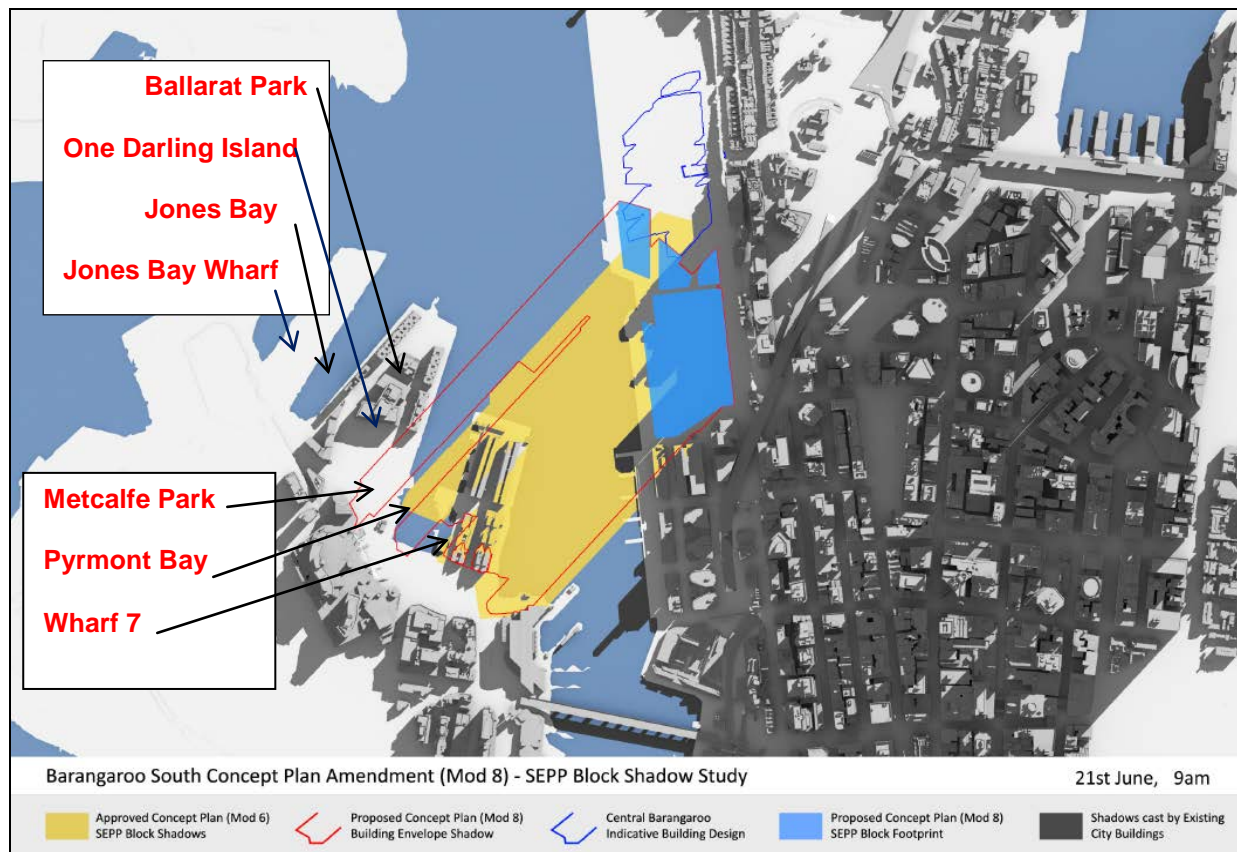 Ballarat Park
One Darling Island
Jones Bay
Jones Bay Wharf
Metcalfe Park
Pyrmont Bay
Wharf 7
Barangaroo South Concept Plan Amendment (Mod 8) - SEPP Block Shadow Study
21st June, 9am
Approved Concept Plan (Mod 6)
SEPP Block Shadows
Proposed Concept Plan (Mod 8)
Building Envelope Shadow
Central Barangaroo
Indicative Building Design
Proposed Concept Plan (Mod 8)
SEPP Block Footprint
Shadows cast by Existing
City Buildings